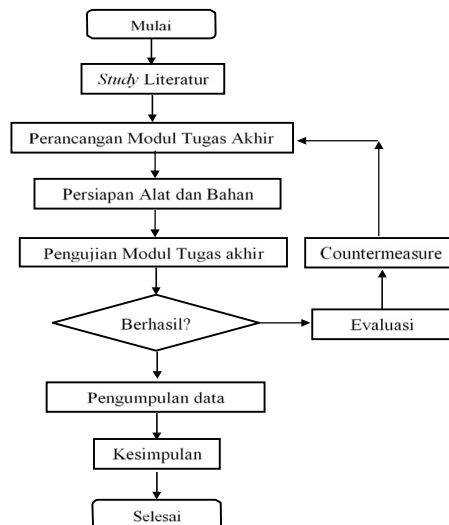 Mulai
Study Literatur
Perancangan Modul Tugas Akhir
Persiapan Alat dan Bahan
Pengujian Modul Tugas akhir
Countermeasure
Berhasil?
Evaluasi
Pengumpulan data
Kesimpulan
Selesai